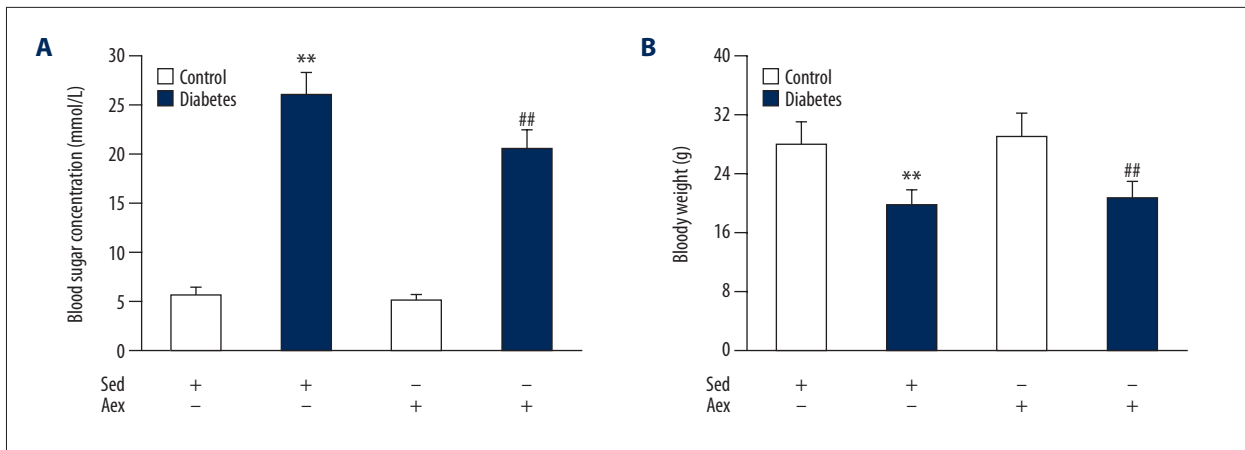 A
Blood sugar concentration (mmol/L)
30
25
20
15
10
5
0
Control
Diabetes
**
##
Sed + + – –
Aex – – + +
B
Bloody weight (g)
40
32
24
16
8
0
Control
Diabetes
**
##
Sed + + – –
Aex – – + +